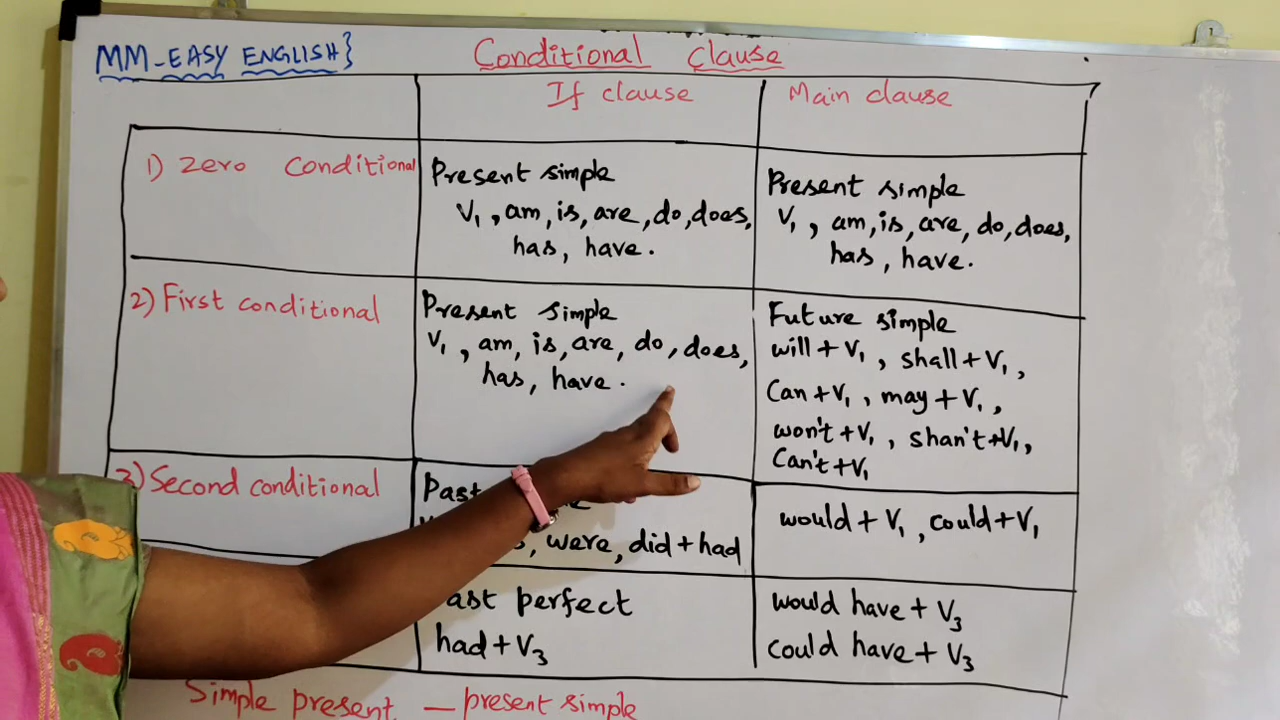 MM-EASY ENGLISH}
Conditional Clause
If clause
Main clause
1) Zero Conditional
Present simple
V₁, am, is, are, do, does,
has, have.
Present simple
V₁, am, is, are, do, does,
has, have.
2) First conditional
Present simple
V₁, am, is, are, do, does,
has, have.
Future simple
will + V₁, shall + V₁,
Can + V₁, may + V₁,
won't + V₁, shan't + V₁,
Can't + V₁
3) Second conditional
Past
were, did + had
would + V₁, could + V₁
Past perfect
had + V₃
would have + V₃
could have + V₃
Simple present — present simple